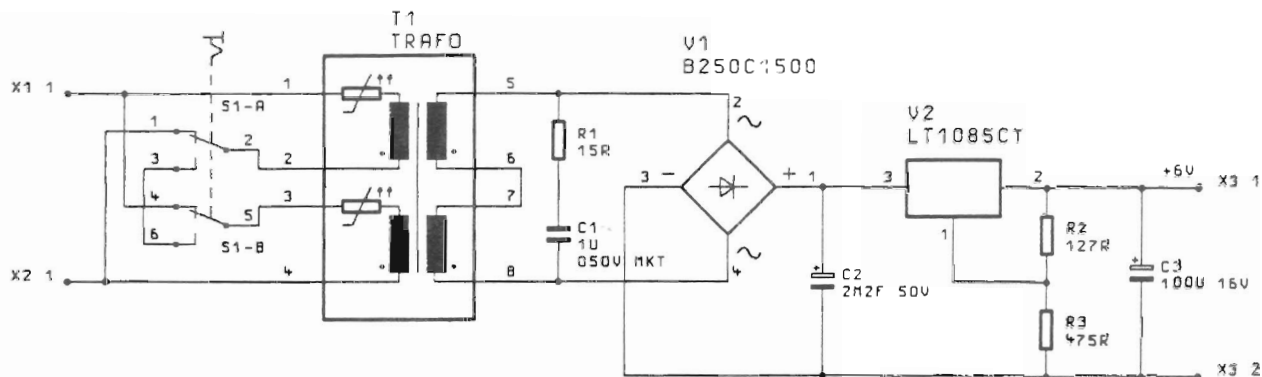 T1
TRAFO
V1
B250C1500
X1 1
1
S1-A
5
2
V2
LT1085CT
1
2
2
R1
15R
6
3
3
-
+
1
3
2
+6V
X3 1
4
3
7
5
6
S1-B
C1
1U
050V MKT
1
R2
127R
X2 1
4
8
4
+
C2
2M2F 50V
+
C3
100U 16V
R3
475R
X3 2